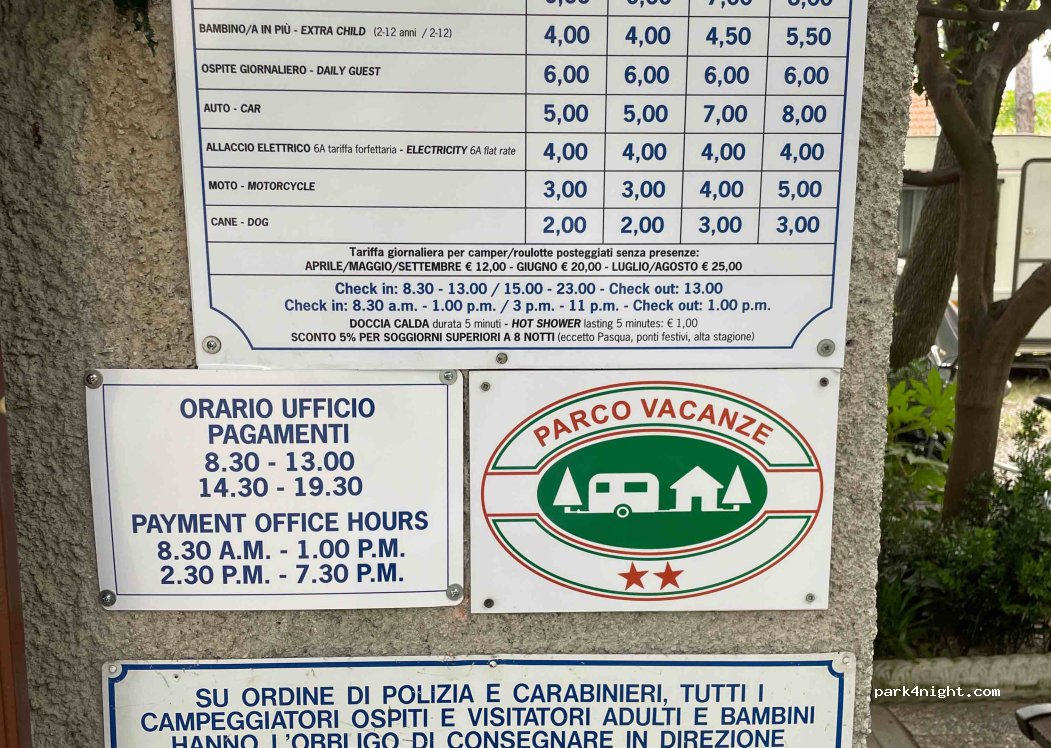 BAMBINO/A IN PIÙ - EXTRA CHILD (2-12 anni / 2-12) 4,00 4,00 4,50 5,50
OSPITE GIORNALIERO - DAILY GUEST 6,00 6,00 6,00 6,00
AUTO - CAR 5,00 5,00 7,00 8,00
ALLACCIO ELETTRICO 6A tariffa forfettaria - ELECTRICITY 6A flat rate 4,00 4,00 4,00 4,00
MOTO - MOTORCYCLE 3,00 3,00 4,00 5,00
CANE - DOG 2,00 2,00 3,00 3,00
Tariffa giornaliera per camper/roulotte posteggiati senza presenze:
APRILE/MAGGIO/SETTEMBRE € 12,00 - GIUGNO € 20,00 - LUGLIO/AGOSTO € 25,00
Check in: 8.30 - 13.00 / 15.00 - 23.00 - Check out: 13.00
Check in: 8.30 a.m. - 1.00 p.m. / 3 p.m. - 11 p.m. - Check out: 1.00 p.m.
DOCCIA CALDA durata 5 minuti - HOT SHOWER lasting 5 minutes: € 1,00
SCONTO 5% PER SOGGIORNI SUPERIORI A 8 NOTTI (eccetto Pasqua, ponti festivi, alta stagione)
ORARIO UFFICIO
PAGAMENTI
8.30 - 13.00
14.30 - 19.30
PAYMENT OFFICE HOURS
8.30 A.M. - 1.00 P.M.
2.30 P.M. - 7.30 P.M.
PARCO VACANZE
SU ORDINE DI POLIZIA E CARABINIERI, TUTTI I
CAMPEGGIATORI OSPITI E VISITATORI ADULTI E BAMBINI
HANNO L'OBBLIGO DI CONSEGNARE IN DIREZIONE
park4night.com